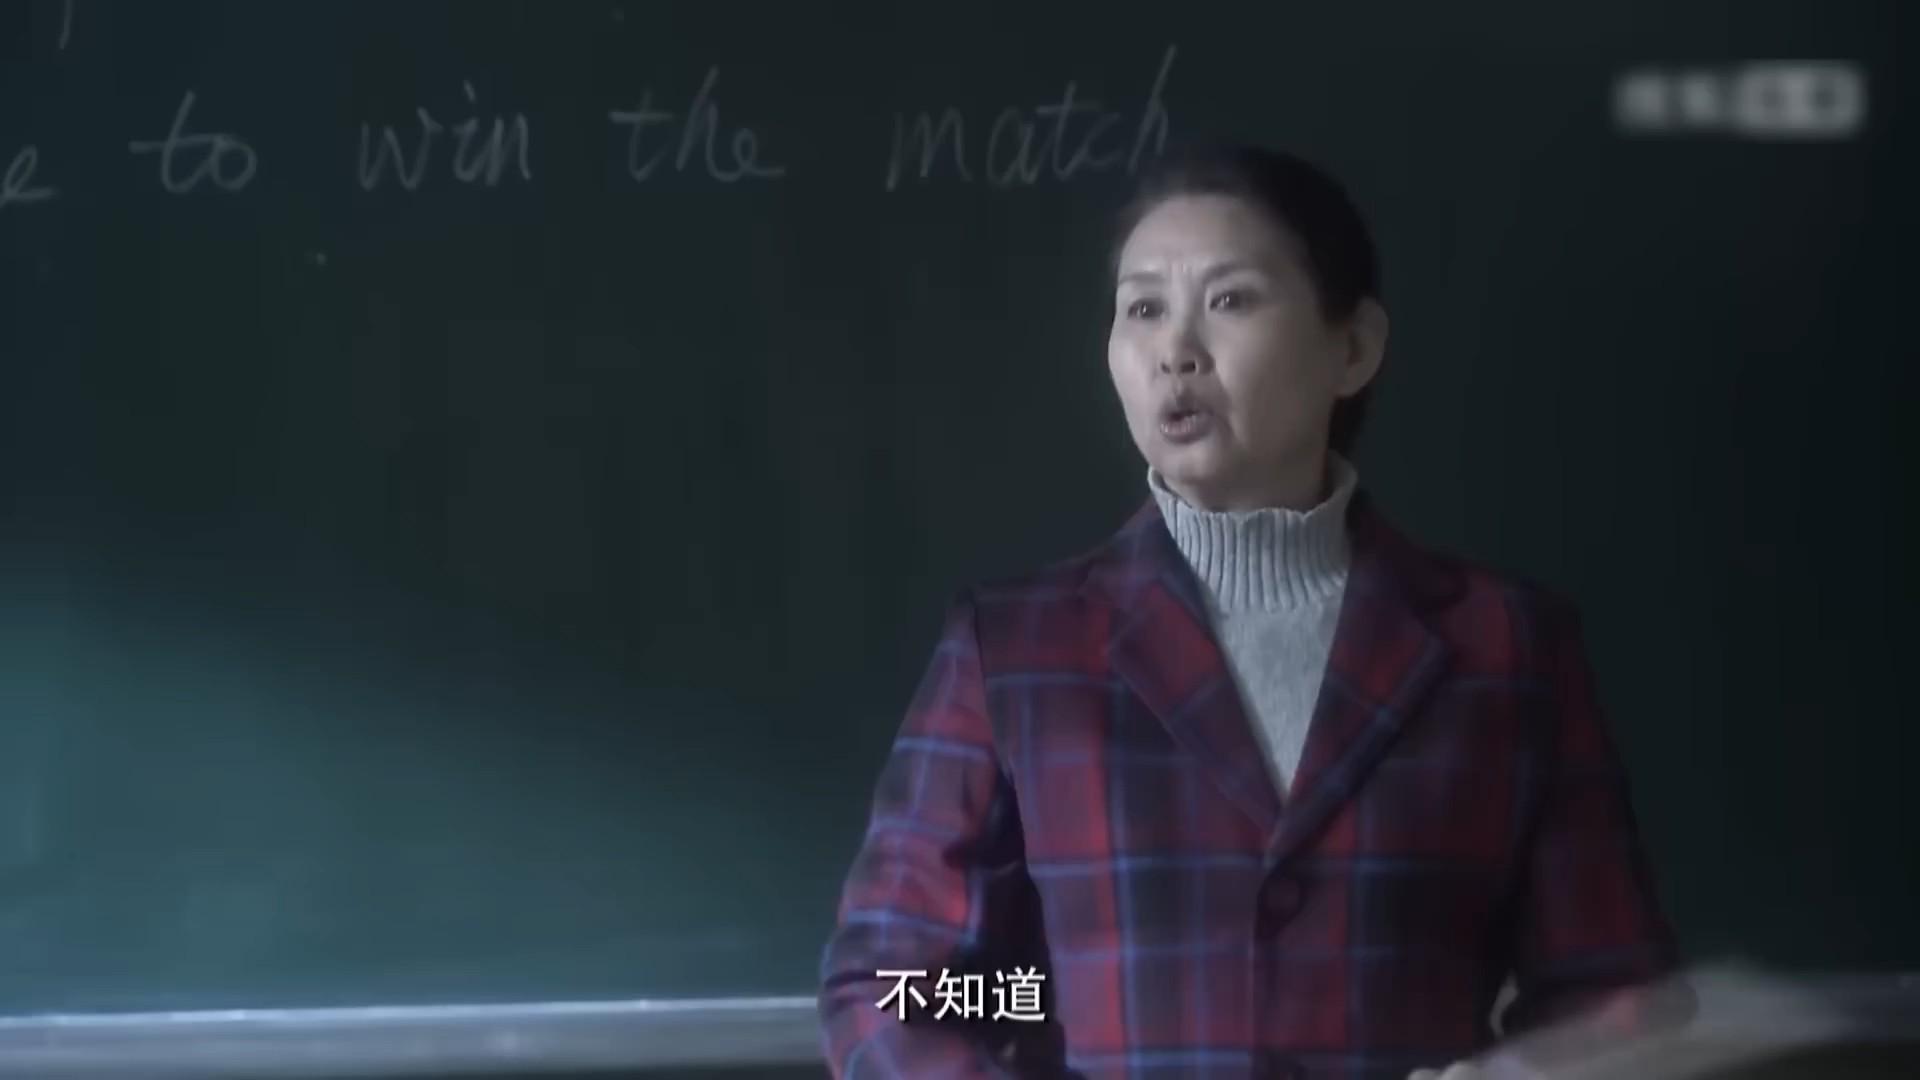 to win the match
不知道